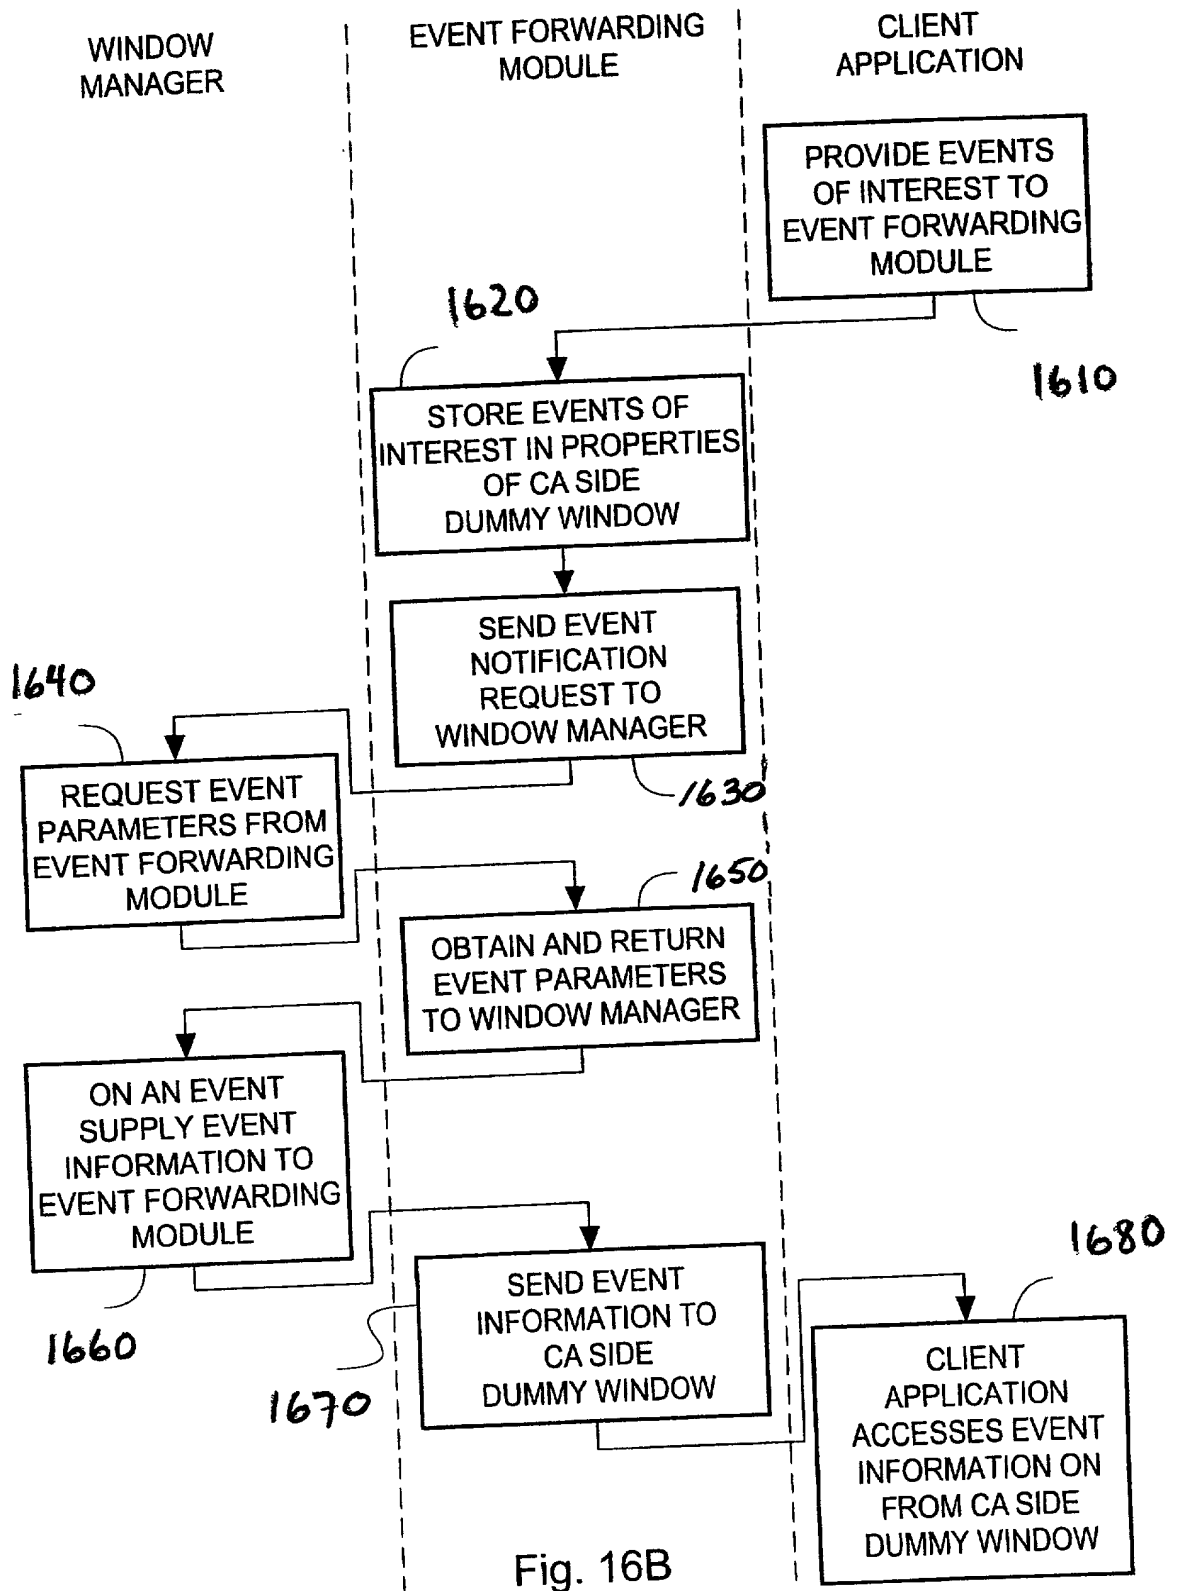 WINDOW
MANAGER
EVENT FORWARDING
MODULE
CLIENT
APPLICATION
PROVIDE EVENTS
OF INTEREST TO
EVENT FORWARDING
MODULE
1610
1620
STORE EVENTS OF
INTEREST IN PROPERTIES
OF CA SIDE
DUMMY WINDOW
SEND EVENT
NOTIFICATION
REQUEST TO
WINDOW MANAGER
1630
1640
REQUEST EVENT
PARAMETERS FROM
EVENT FORWARDING
MODULE
1650
OBTAIN AND RETURN
EVENT PARAMETERS
TO WINDOW MANAGER
ON AN EVENT
SUPPLY EVENT
INFORMATION TO
EVENT FORWARDING
MODULE
1660
SEND EVENT
INFORMATION TO
CA SIDE
DUMMY WINDOW
1670
1680
CLIENT
APPLICATION
ACCESSES EVENT
INFORMATION ON
FROM CA SIDE
DUMMY WINDOW
Fig. 16B